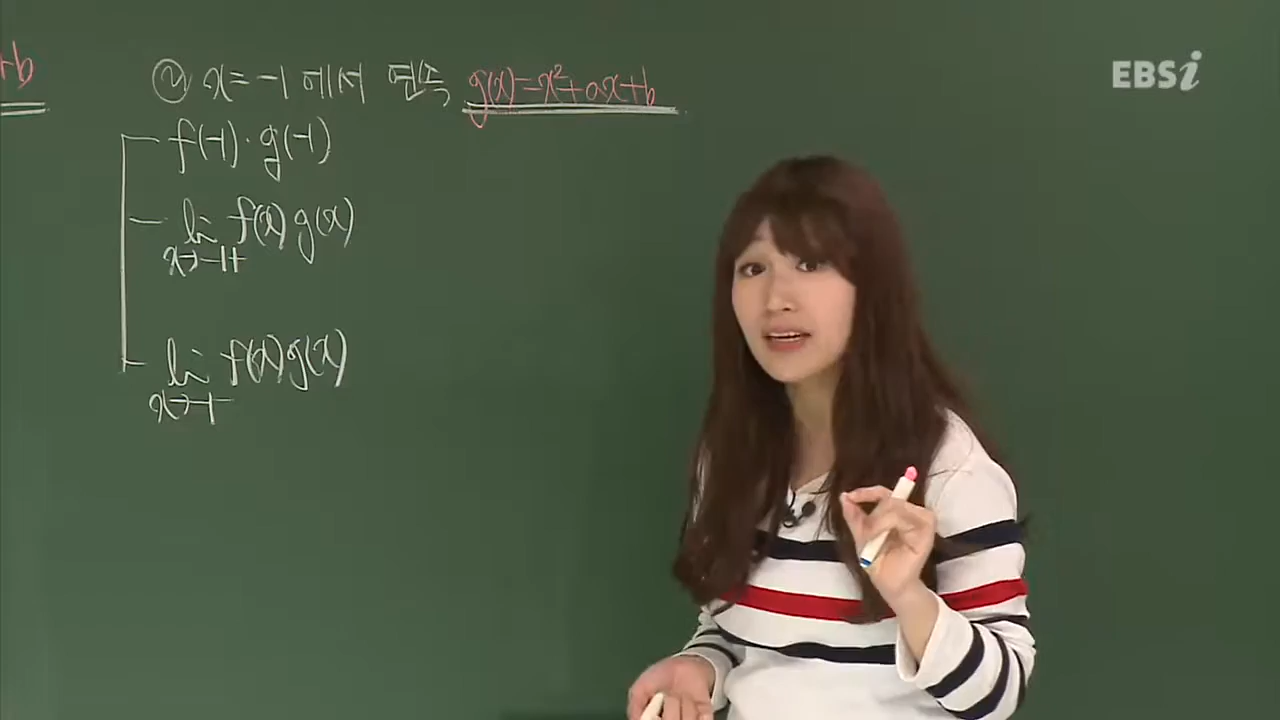 +b
② x=-1 에서 연속 g(x)=x²+ax+b
EBSi
f(-1)·g(-1)
lim f(x)g(x)
x→-1+
lim f(x)g(x)
x→-1-